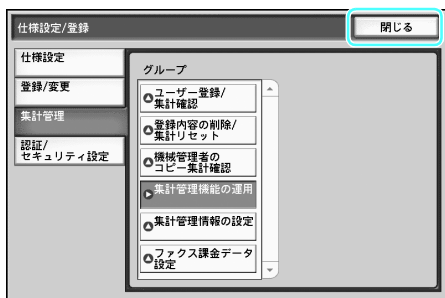 仕様設定/登録
閉じる
仕様設定
登録/変更
集計管理
認証/
セキュリティ設定
グループ
ユーザー登録/
集計確認
登録内容の削除/
集計リセット
機械管理者の
コピー集計確認
集計管理機能の運用
集計管理情報の設定
ファクス課金データ
設定